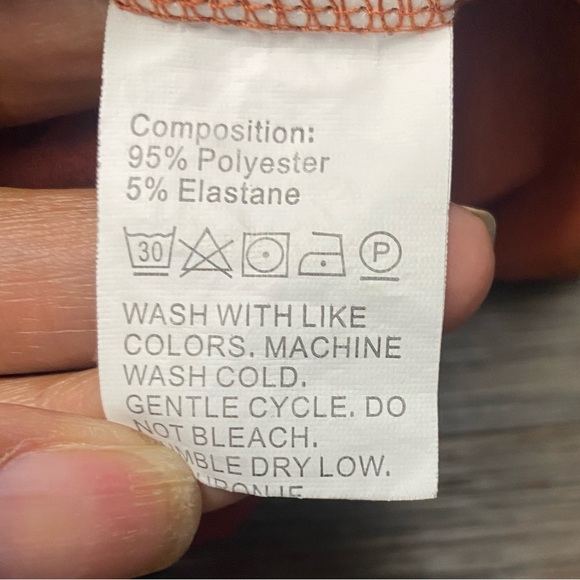 Composition:
95% Polyester
5% Elastane
30 P
WASH WITH LIKE
COLORS. MACHINE
WASH COLD.
GENTLE CYCLE. DO
NOT BLEACH.
DRY LOW.